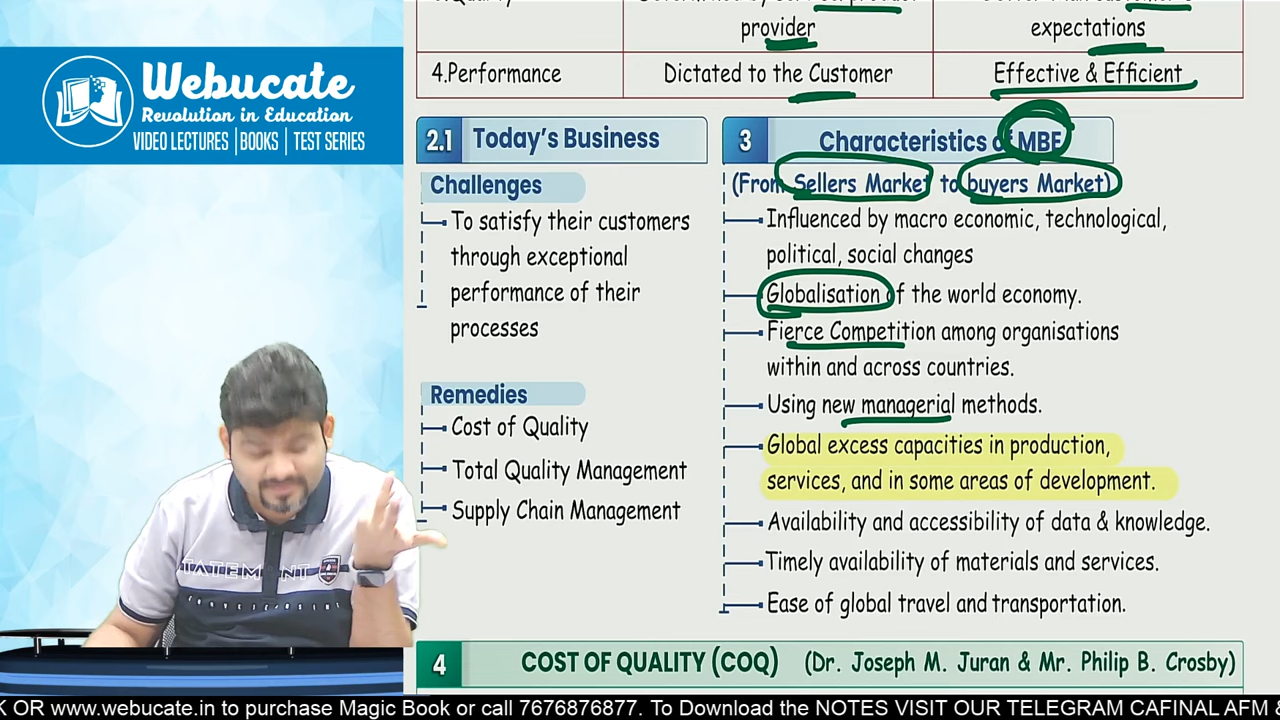 provider
expectations
4.Performance
Dictated to the Customer
Effective & Efficient
Webucate
Revolution in Education
VIDEO LECTURES | BOOKS | TEST SERIES
2.1 Today's Business
Challenges
To satisfy their customers
through exceptional
performance of their
processes
Remedies
Cost of Quality
Total Quality Management
Supply Chain Management
3 Characteristics of MBE
(From Sellers Market to buyers Market)
Influenced by macro economic, technological,
political, social changes
Globalisation of the world economy.
Fierce Competition among organisations
within and across countries.
Using new managerial methods.
Global excess capacities in production,
services, and in some areas of development.
Availability and accessibility of data & knowledge.
Timely availability of materials and services.
Ease of global travel and transportation.
4 COST OF QUALITY (COQ) (Dr. Joseph M. Juran & Mr. Philip B. Crosby)
K OR www.webucate.in to purchase Magic Book or call 7676876877. To Download the NOTES VISIT OUR TELEGRAM CAFINAL AFM &